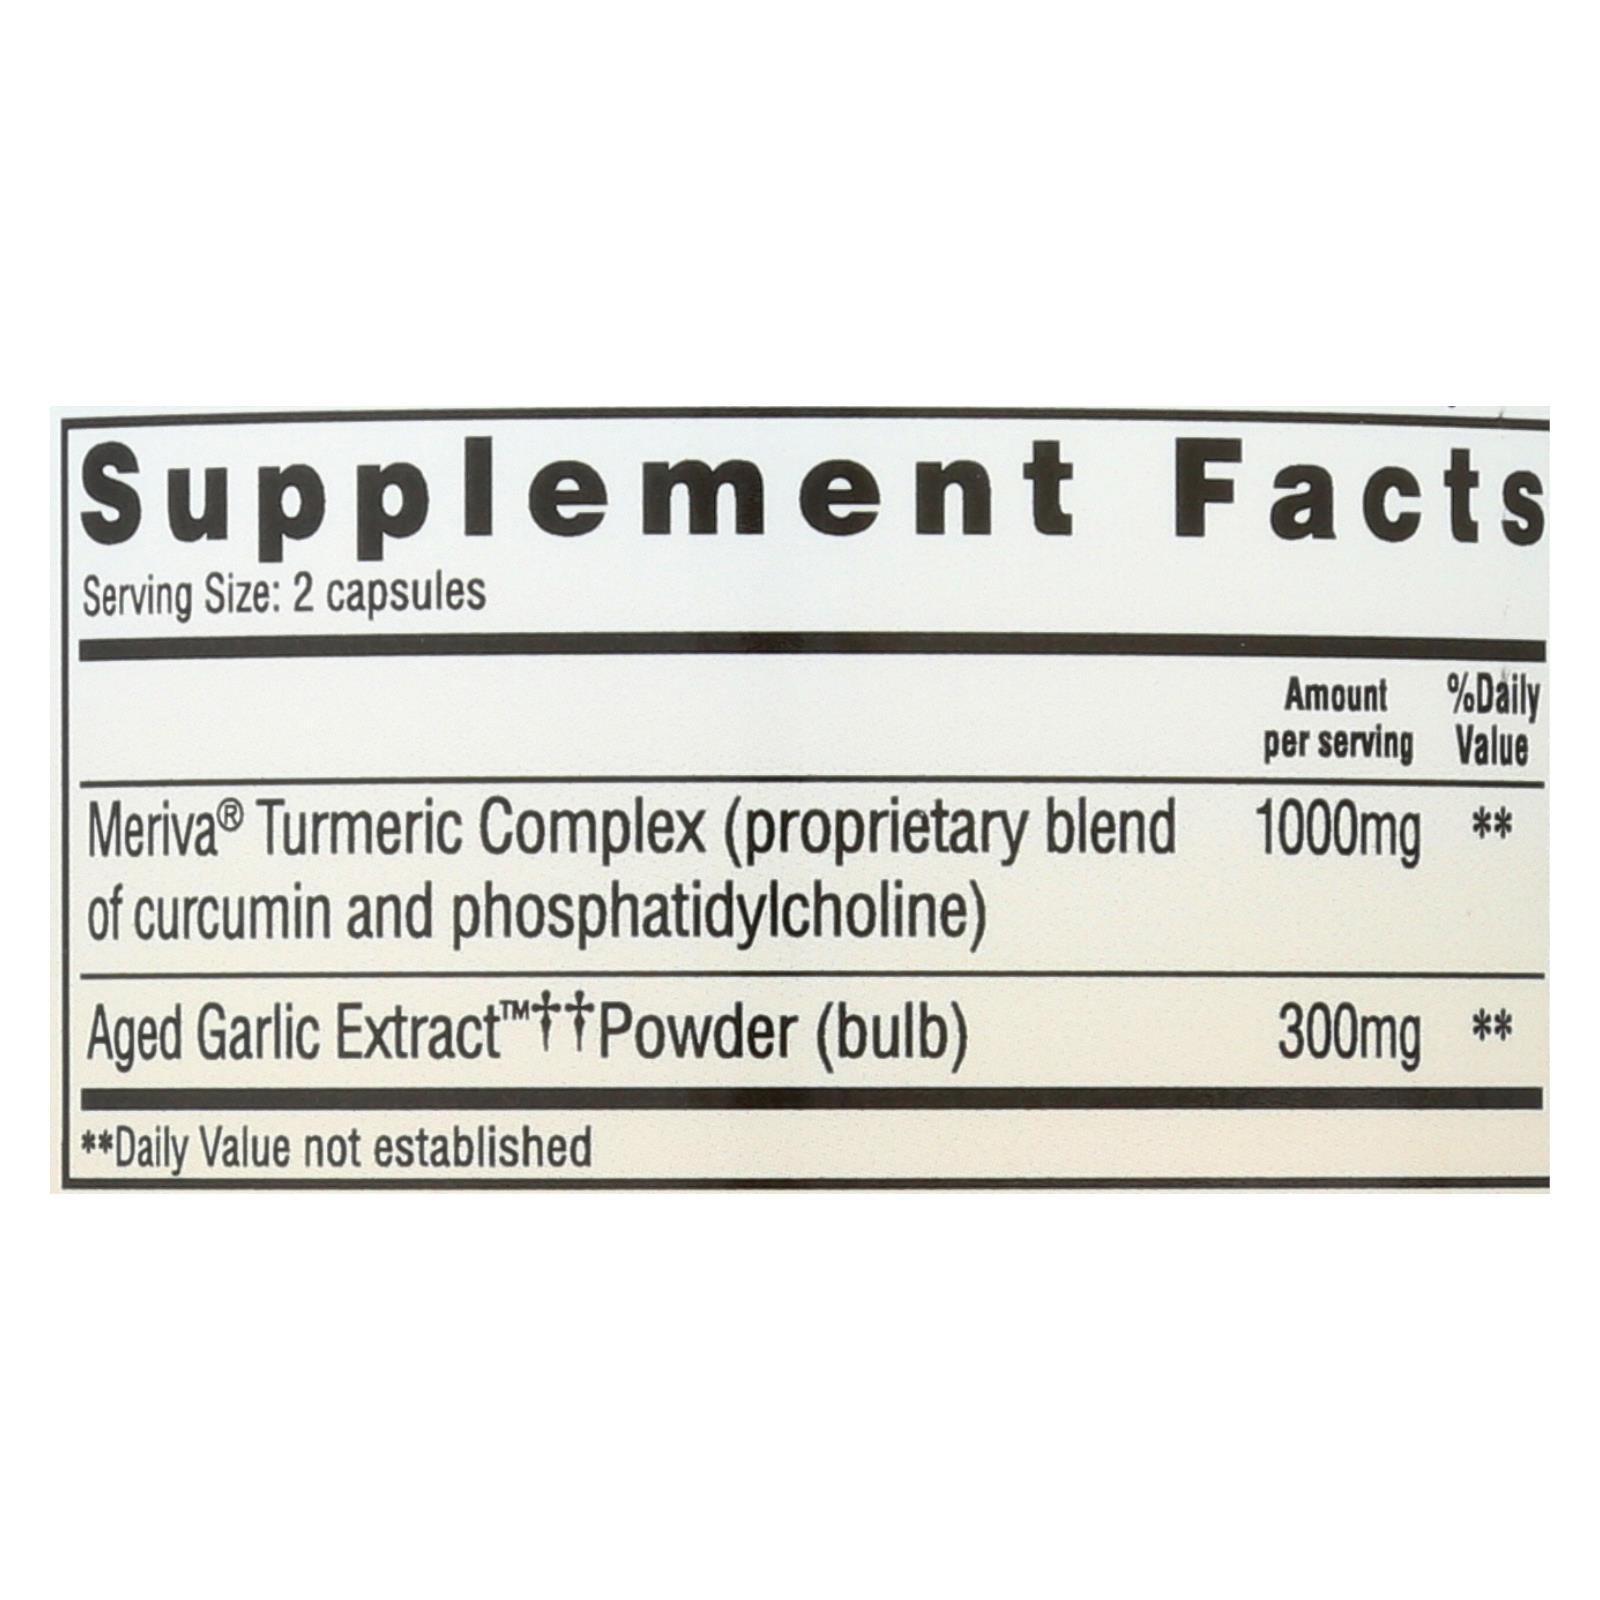 Supplement Facts
Serving Size: 2 capsules
Amount %Daily
per serving Value
Meriva® Turmeric Complex (proprietary blend 1000mg **
of curcumin and phosphatidylcholine)
Aged Garlic Extract™††Powder (bulb) 300mg **
**Daily Value not established